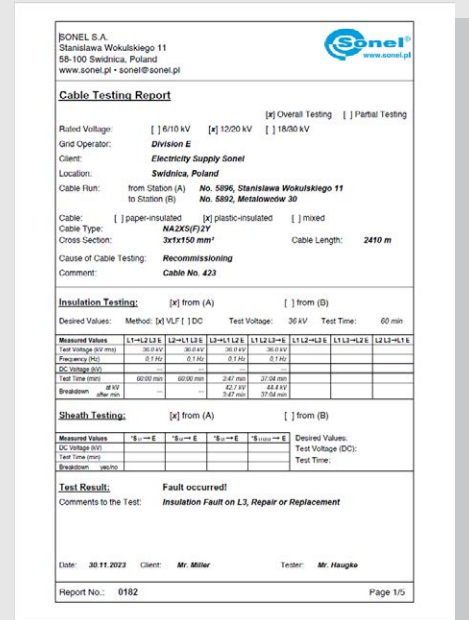 SONEL S.A.
Stanisława Wokulskiego 11
58-100 Swidnica, Poland
www.sonel.pl • sonel@sonel.pl
Sonel®
www.sonel.pl
Cable Testing Report
[x] Overall Testing [ ] Partial Testing
Rated Voltage: [ ] 6/10 kV [x] 12/20 kV [ ] 18/30 kV
Grid Operator: Division E
Client: Electricity Supply Sonel
Location: Swidnica, Poland
Cable Run: from Station (A) No. 5896, Stanislawa Wokulskiego 11
to Station (B) No. 5892, Metalowców 30
Cable: [ ] paper-insulated [x] plastic-insulated [ ] mixed
Cable Type: NA2XS(F)2Y
Cross Section: 3x1x150 mm² Cable Length: 2410 m
Cause of Cable Testing: Recommissioning
Comment: Cable No. 423
Insulation Testing: [x] from (A) [ ] from (B)
Desired Values: Method: [x] VLF [ ] DC Test Voltage: 36 kV Test Time: 60 min
Measured Values L1→L2 L3 E L2→L1 L3 E L3→L1 L2 E L1 L2 L3→E L1 L2→L3 E L1 L3→L2 E L2 L3→L1 E
Test Voltage (kV rms) 36.0 kV 36.0 kV 36.0 kV 36.0 kV
Frequency (Hz) 0,1 Hz 0,1 Hz 0,1 Hz 0,1 Hz
DC Voltage (kV) --- --- --- ---
Test Time (min) 60:00 min 60:00 min 3:47 min 37:04 min
Breakdown at kV --- --- 42.7 kV 44.4 kV
after min 3:47 min 37:04 min
Sheath Testing: [x] from (A) [ ] from (B)
Measured Values → E → E → E → E Desired Values:
DC Voltage (kV) Test Voltage (DC):
Test Time (min) Test Time:
Breakdown yes/no
Test Result: Fault occurred!
Comments to the Test: Insulation Fault on L3, Repair or Replacement
Date: 30.11.2023 Client: Mr. Miller Tester: Mr. Haugke
Report No.: 0182 Page 1/5